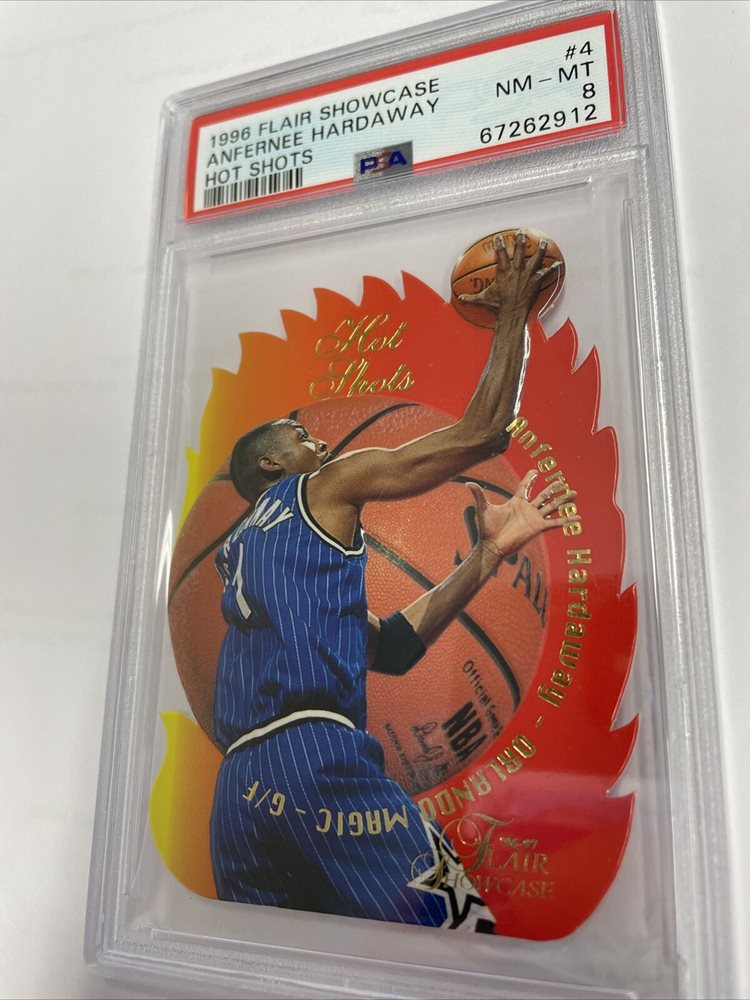 1996 FLAIR SHOWCASE
ANFERNEE HARDAWAY
HOT SHOTS
#4
NM - MT
8
67262912
PSA
Hot
Shots
Anfernee Hardaway - ORLANDO MAGIC - G/F
1
NBA
'96-97
FLAIR
SHOWCASE